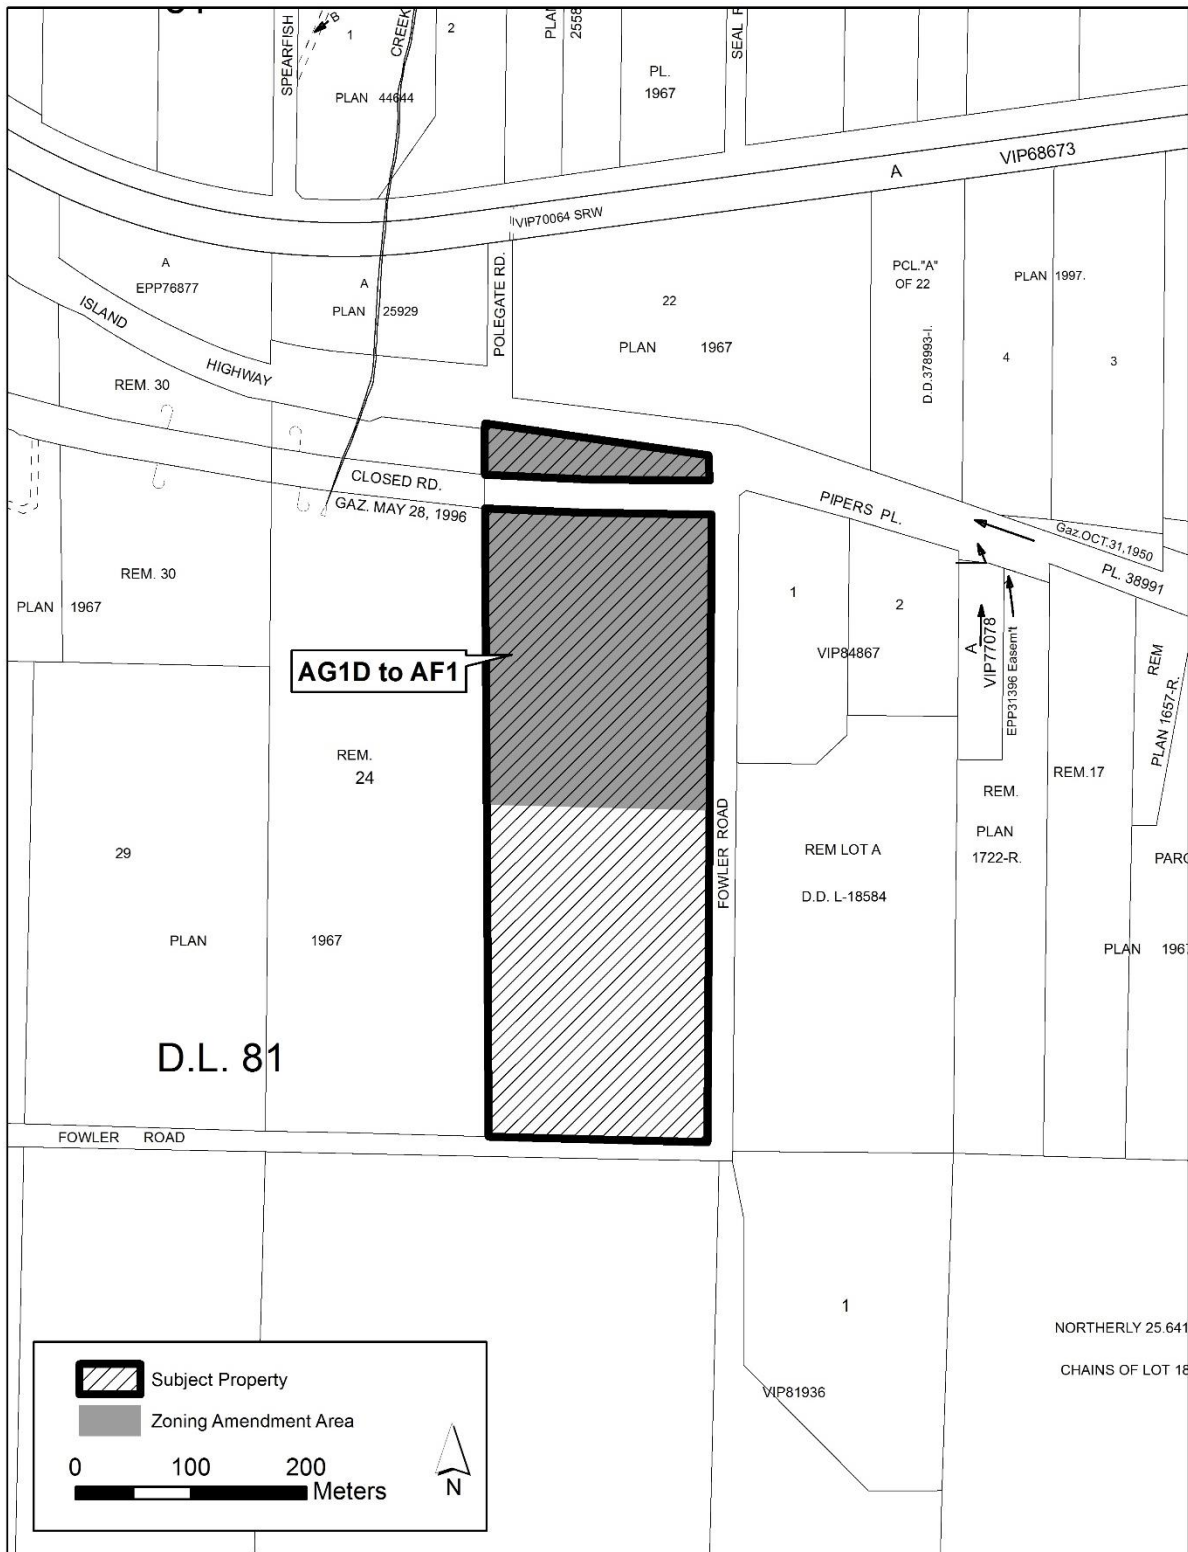 SPEARFISH
B
1
CREEK
2
PLAN 44644
PL.
1967
VIP68673
A
VIP70064 SRW
A
EPP76877
A
PLAN 25929
POLEGATE RD.
22
PLAN 1967
PCL."A"
OF 22
D.D.378993-I.
PLAN 1997.
4
3
ISLAND
HIGHWAY
REM. 30
CLOSED RD.
GAZ. MAY 28, 1996
REM. 30
PLAN 1967
PIPERS PL.
Gaz.OCT.31,1950
PL. 38991
1
2
VIP84867
A
VIP77078
EPP31396 Easem't
REM
PLAN 1657-R.
AG1D to AF1
REM.
24
REM.17
REM.
PLAN
1722-R.
29
PLAN 1967
FOWLER ROAD
REM LOT A
D.D. L-18584
PLAN
D.L. 81
FOWLER ROAD
1
VIP81936
NORTHERLY 25.641
CHAINS OF LOT 18
Subject Property
Zoning Amendment Area
0 100 200
Meters
N